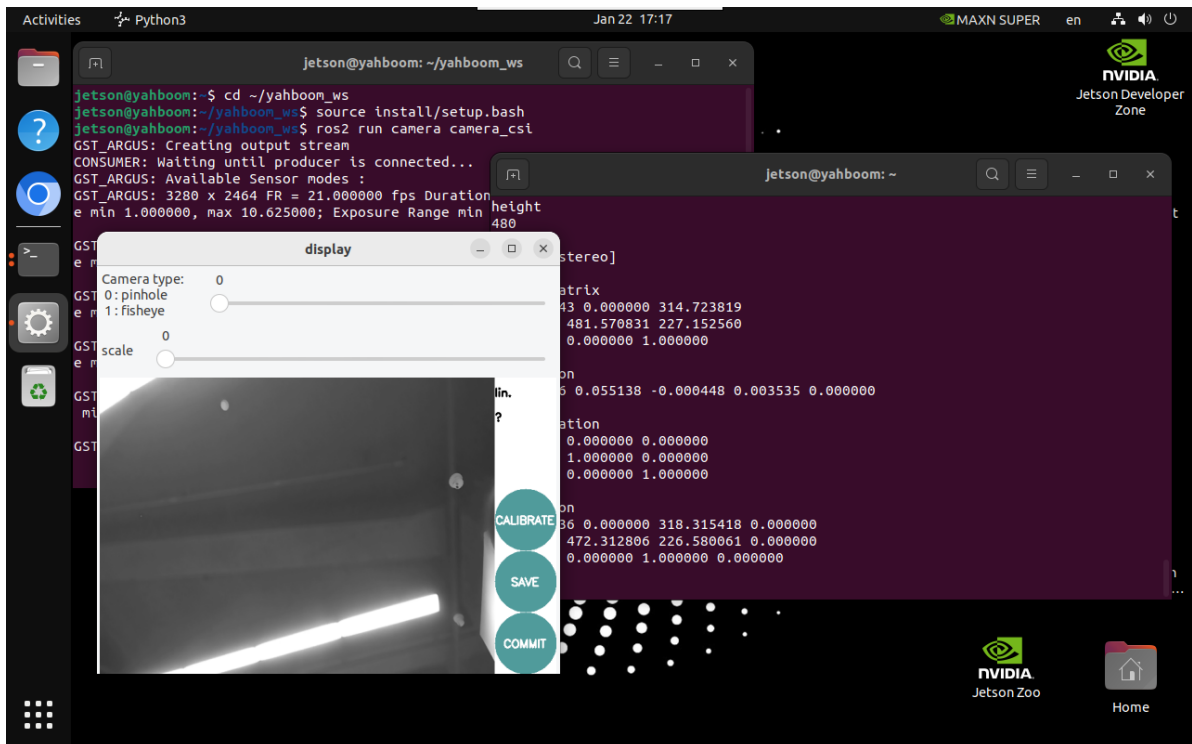 Activities
Python3
Jan 22 17:17
MAXN SUPER
en
jetson@yahboom: ~/yahboom_ws
jetson@yahboom:~$ cd ~/yahboom_ws
jetson@yahboom:~/yahboom_ws$ source install/setup.bash
jetson@yahboom:~/yahboom_ws$ ros2 run camera camera_csi
GST_ARGUS: Creating output stream
CONSUMER: Waiting until producer is connected...
GST_ARGUS: Available Sensor modes :
GST_ARGUS: 3280 x 2464 FR = 21.000000 fps Duration
e min 1.000000, max 10.625000; Exposure Range min
GST
e m
GST
e m
GST
e m
GST
mi
GST
jetson@yahboom: ~
height
480
stereo]
atrix
43 0.000000 314.723819
481.570831 227.152560
0.000000 1.000000
on
6 0.055138 -0.000448 0.003535 0.000000
ation
0.000000 0.000000
1.000000 0.000000
0.000000 1.000000
on
36 0.000000 318.315418 0.000000
472.312806 226.580061 0.000000
0.000000 1.000000 0.000000
display
Camera type:
0 : pinhole
1 : fisheye
0
scale
0
lin.
?
CALIBRATE
SAVE
COMMIT
NVIDIA.
Jetson Developer
Zone
NVIDIA.
Jetson Zoo
Home